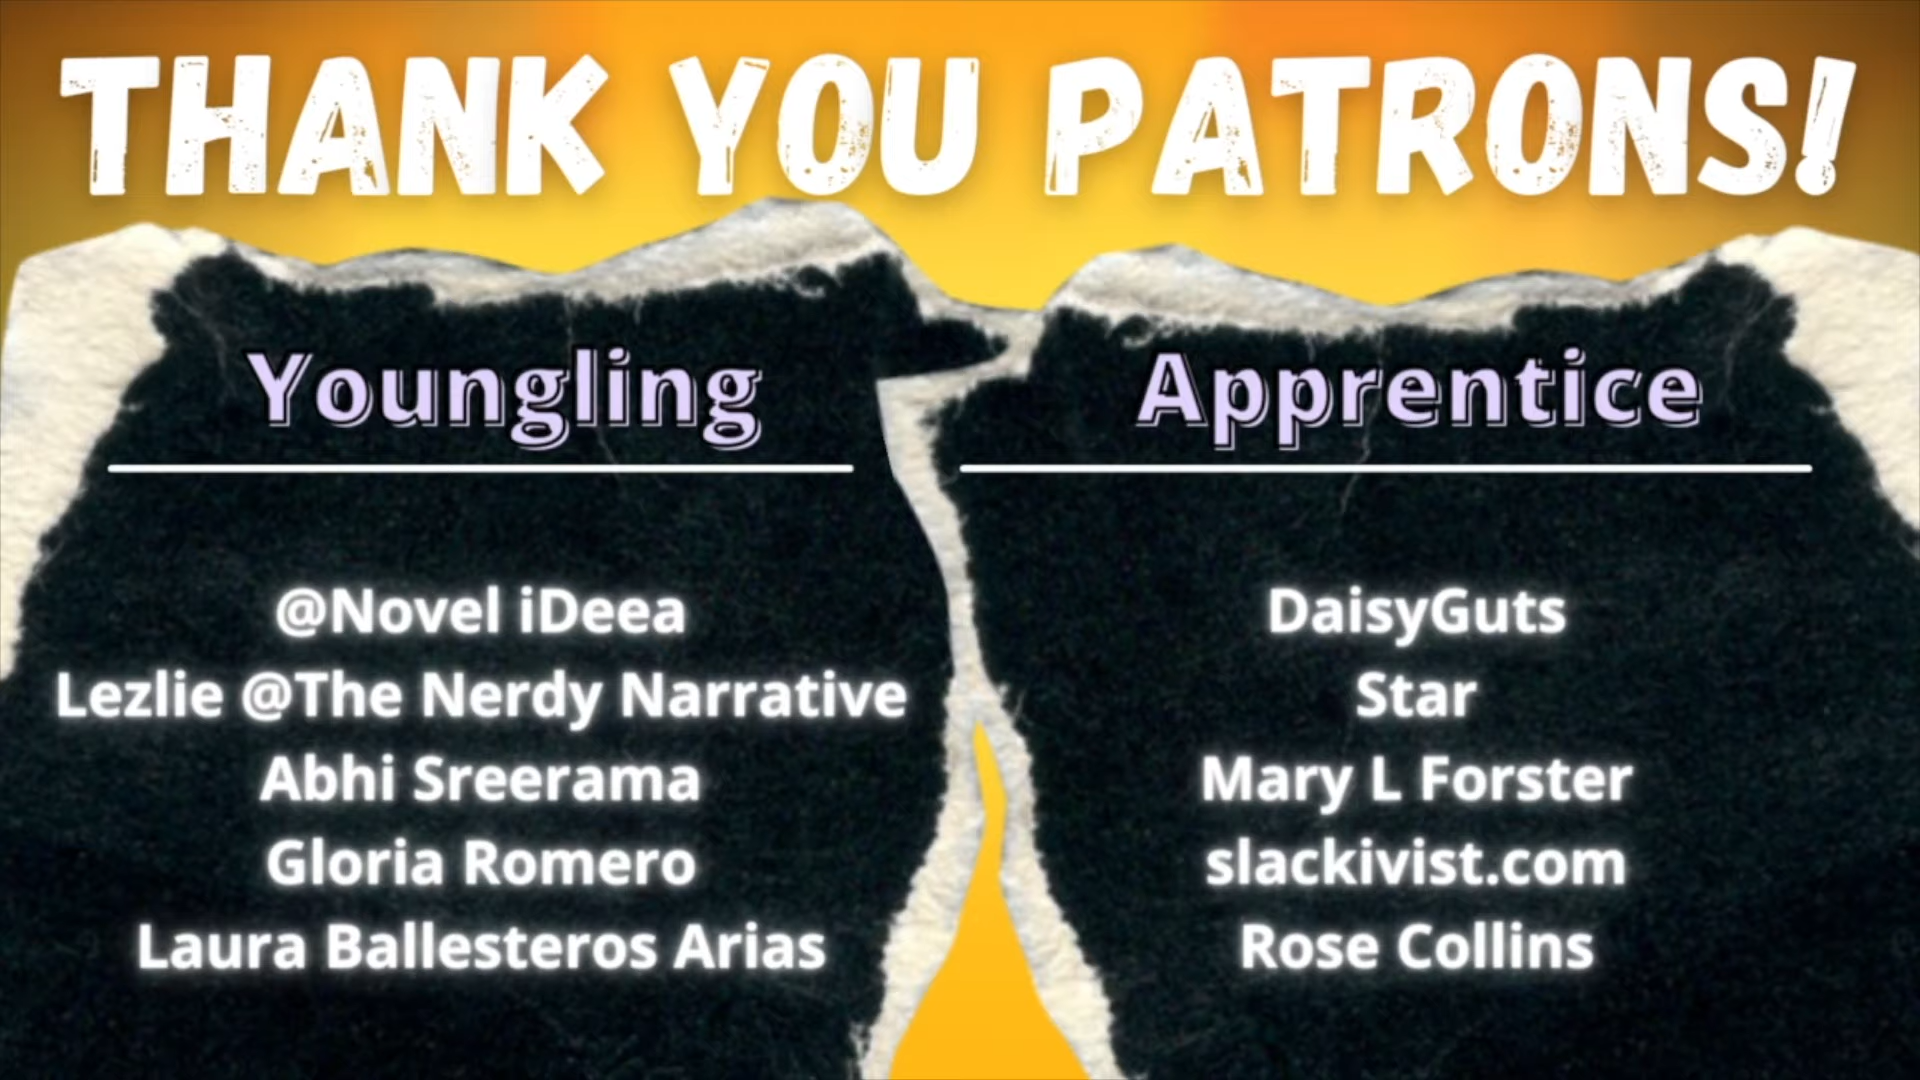 THANK YOU PATRONS!
Youngling
@Novel iDeea
Lezlie @The Nerdy Narrative
Abhi Sreerama
Gloria Romero
Laura Ballesteros Arias
Apprentice
DaisyGuts
Star
Mary L Forster
slackivist.com
Rose Collins